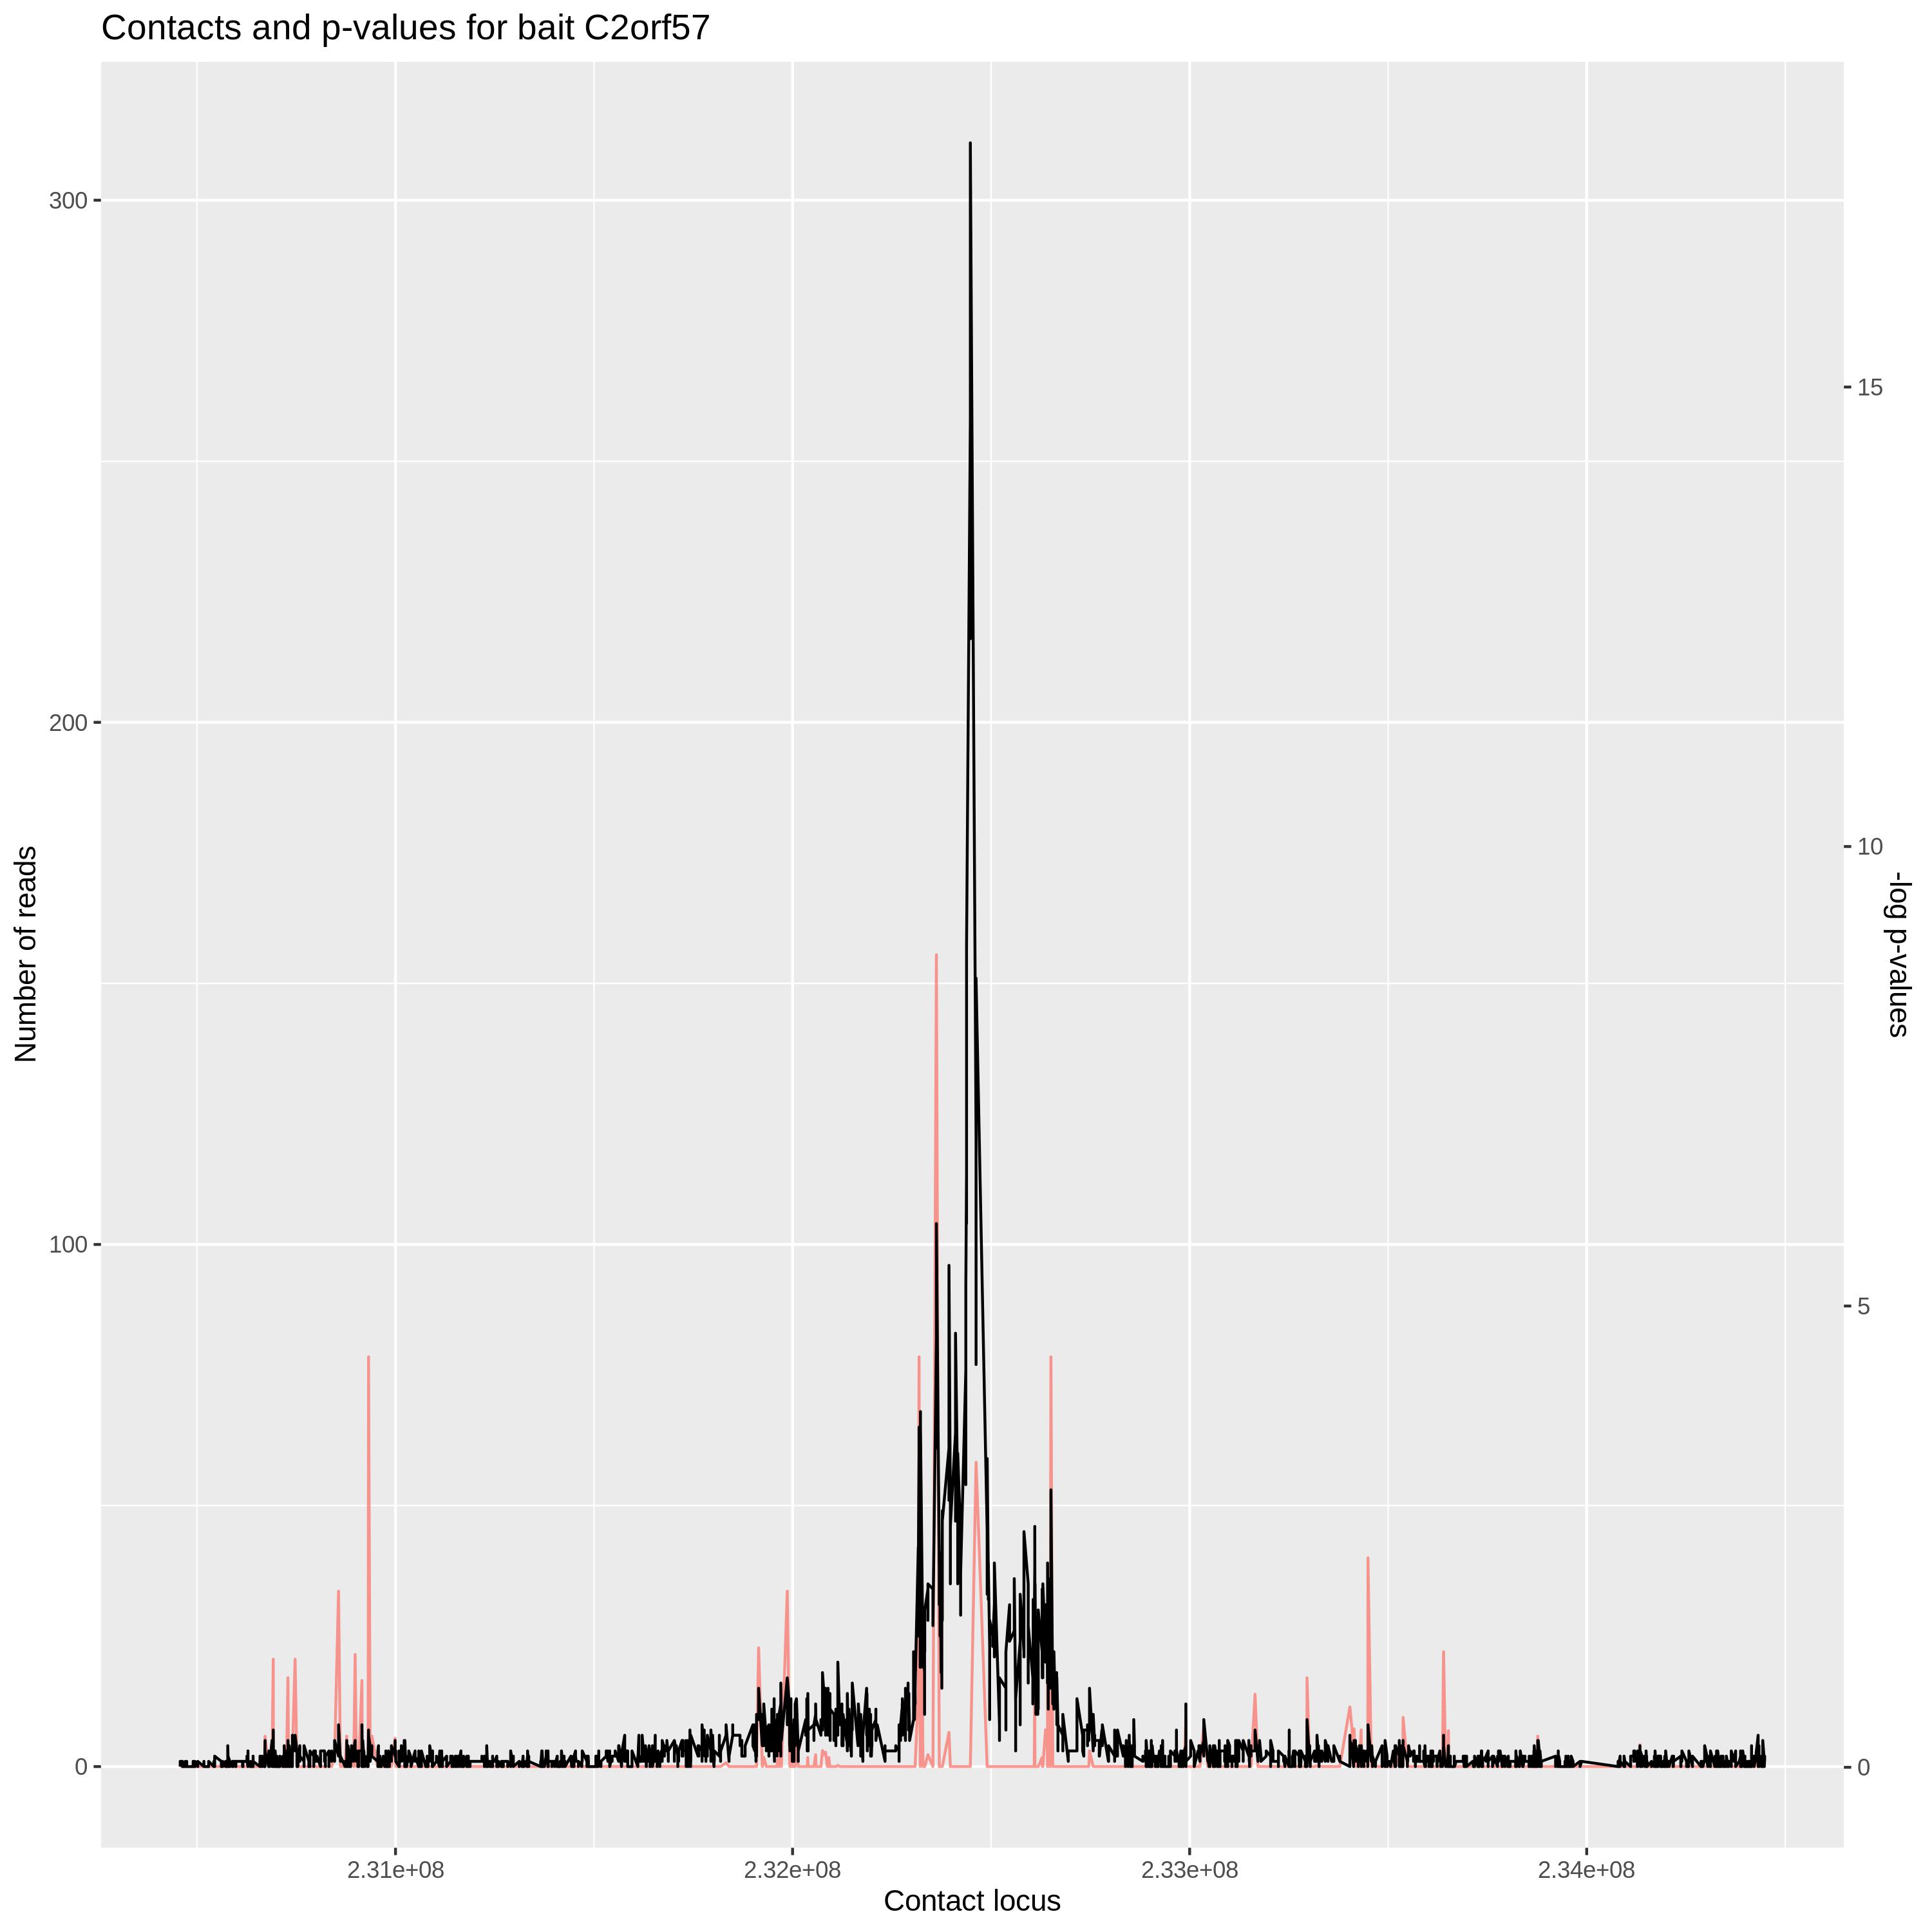 Contacts and p-values for bait C2orf57
300
200
100
0
Number of reads
15
10
5
0
-log p-values
2.31e+08
2.32e+08
2.33e+08
2.34e+08
Contact locus